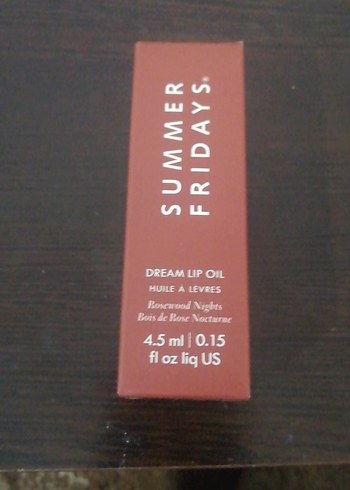 SUMMER
FRIDAYS®
DREAM LIP OIL
HUILE À LÈVRES
Rosewood Nights
Bois de Rose Nocturne
4.5 ml | 0.15
fl oz liq US